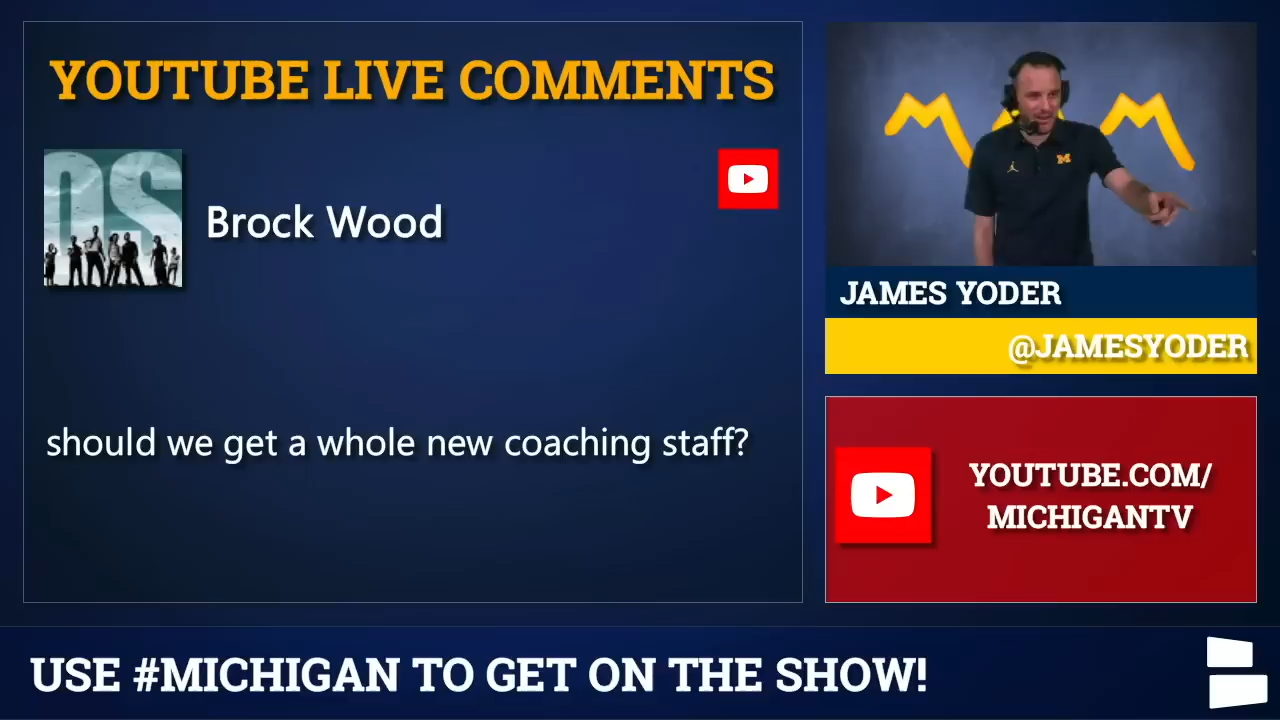 YOUTUBE LIVE COMMENTS
Brock Wood
should we get a whole new coaching staff?
M
JAMES YODER
@JAMESYODER
YOUTUBE.COM/
MICHIGANTV
USE #MICHIGAN TO GET ON THE SHOW!